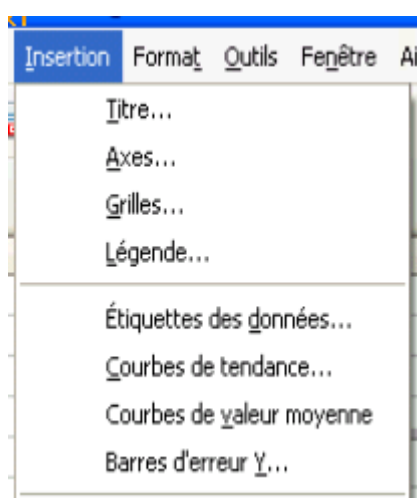 Insertion Format Outils Fenêtre Ai
Titre...
Axes...
Grilles...
Légende...
Étiquettes des données...
Courbes de tendance...
Courbes de valeur moyenne
Barres d'erreur Y...